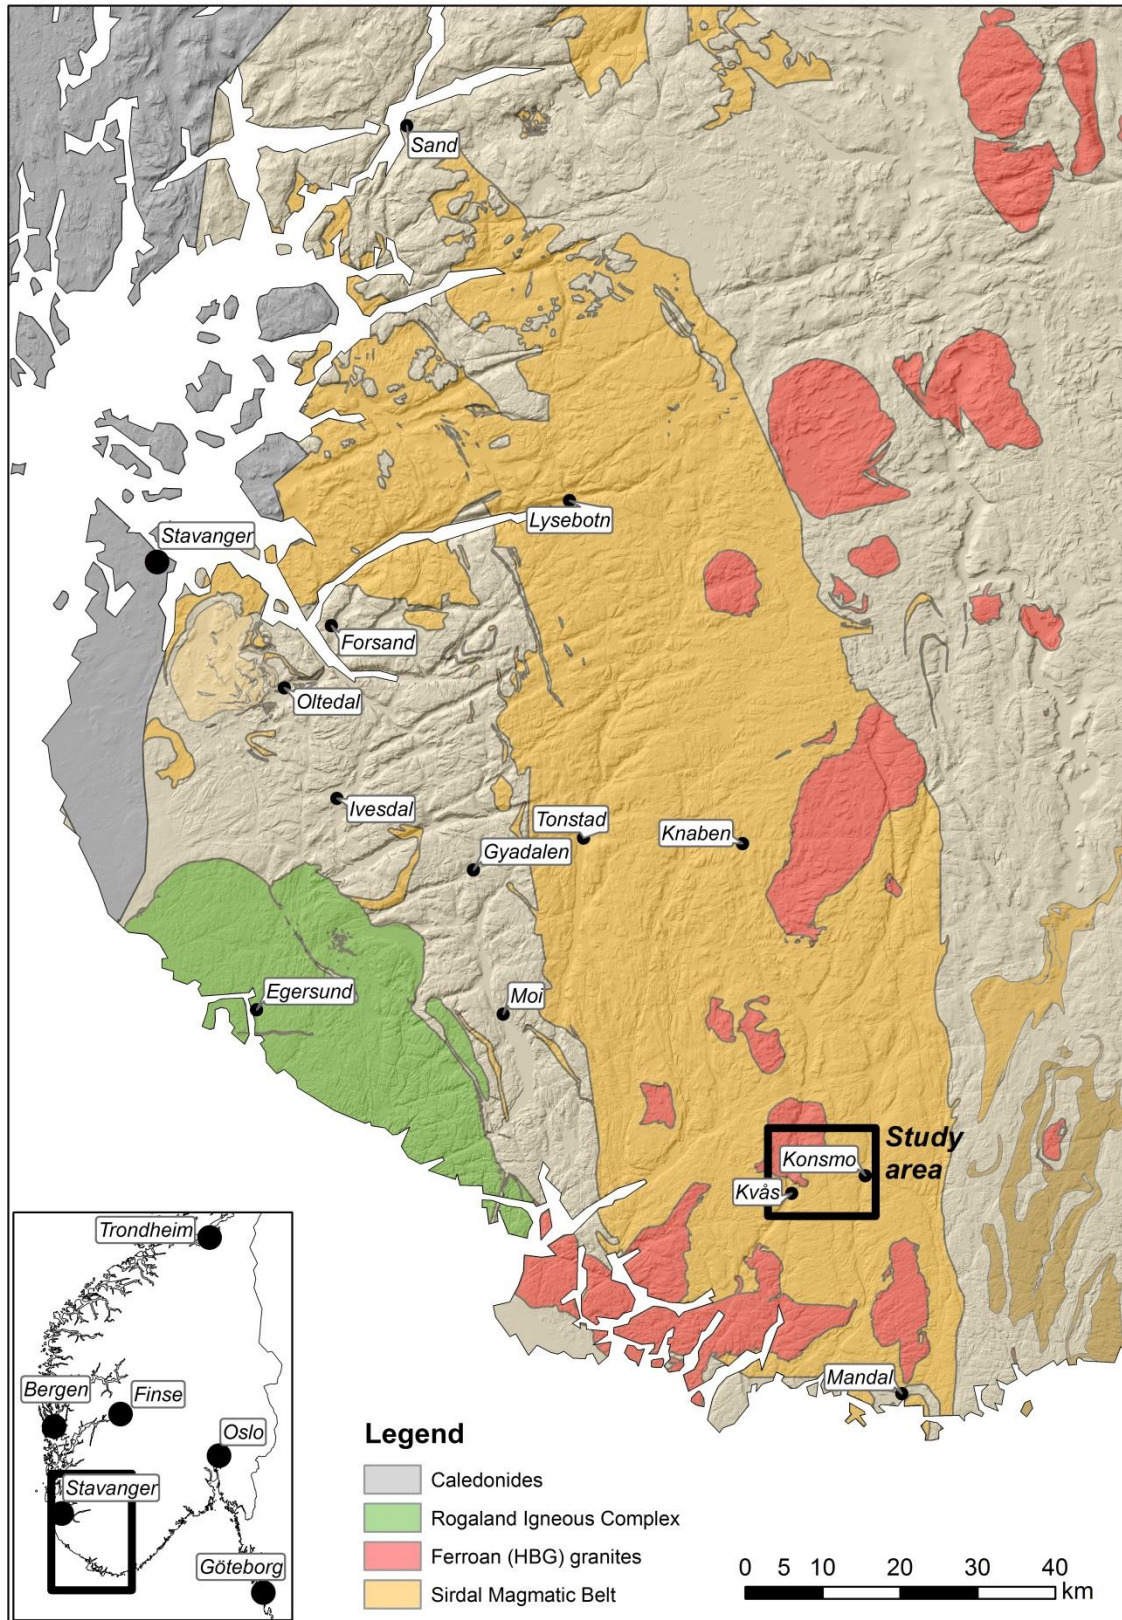 Sand
Lysebotn
Stavanger
Forsand
Oltedal
Ivesdal
Tonstad
Knaben
Gyadalen
Egersund
Moi
Study
area
Konsmo
Kvås
Mandal
Trondheim
Bergen
Finse
Oslo
Stavanger
Göteborg
Legend
Caledonides
Rogaland Igneous Complex
Ferroan (HBG) granites
Sirdal Magmatic Belt
0 10 20 30 40
km